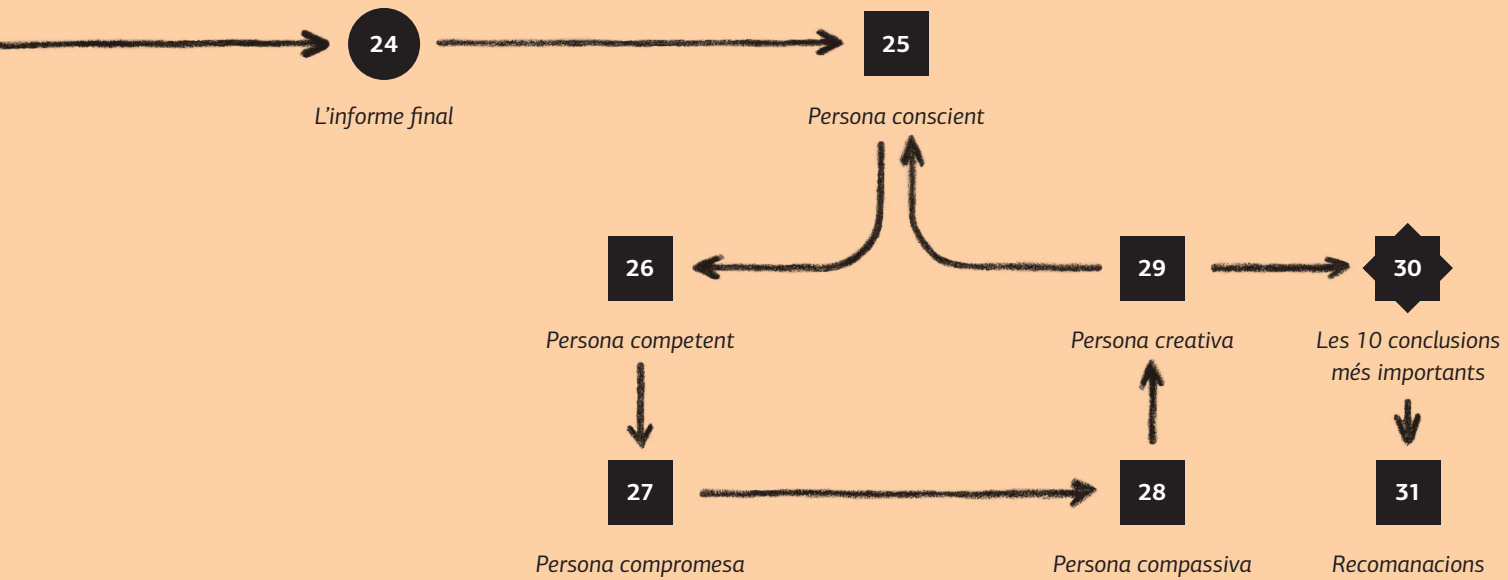 24
25
L’informe final
Persona conscient
26
29
30
Persona competent
Persona creativa
Les 10 conclusions
més importants
27
28
31
Persona compromesa
Persona compassiva
Recomanacions